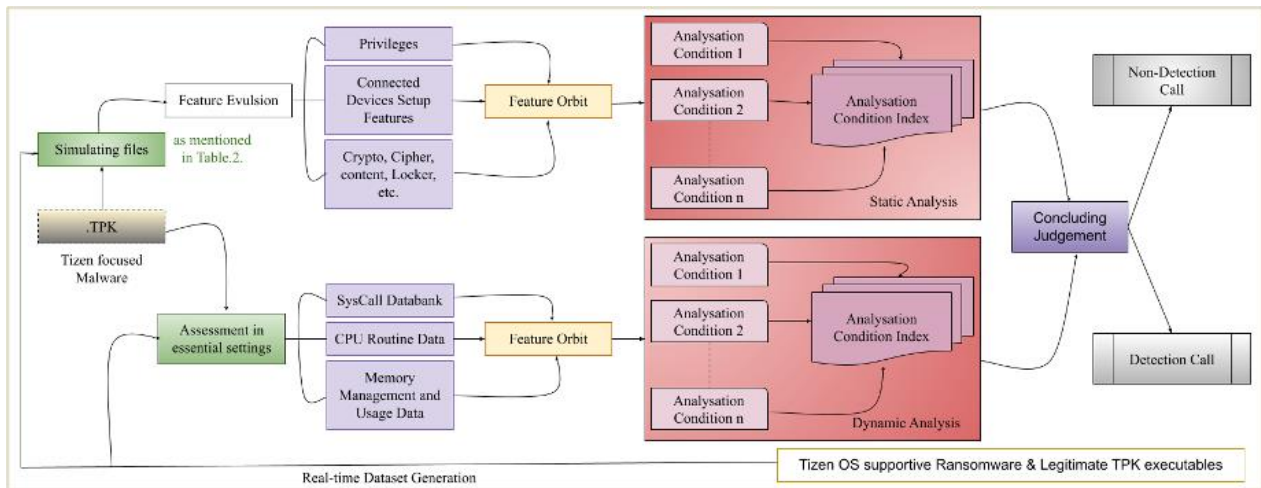 Privileges
Connected
Devices Setup
Features
Crypto, Cipher,
content, Locker,
etc.
Feature Evulsion
as mentioned
in Table.2.
Simulating files
.TPK
Tizen focused
Malware
Feature Orbit
Analysation
Condition 1
Analysation
Condition 2
Analysation
Condition n
Analysation
Condition Index
Static Analysis
Assessment in
essential settings
SysCall Databank
CPU Routine Data
Memory
Management and
Usage Data
Feature Orbit
Analysation
Condition 1
Analysation
Condition 2
Analysation
Condition n
Analysation
Condition Index
Dynamic Analysis
Concluding
Judgement
Non-Detection
Call
Detection Call
Real-time Dataset Generation
Tizen OS supportive Ransomware & Legitimate TPK executables